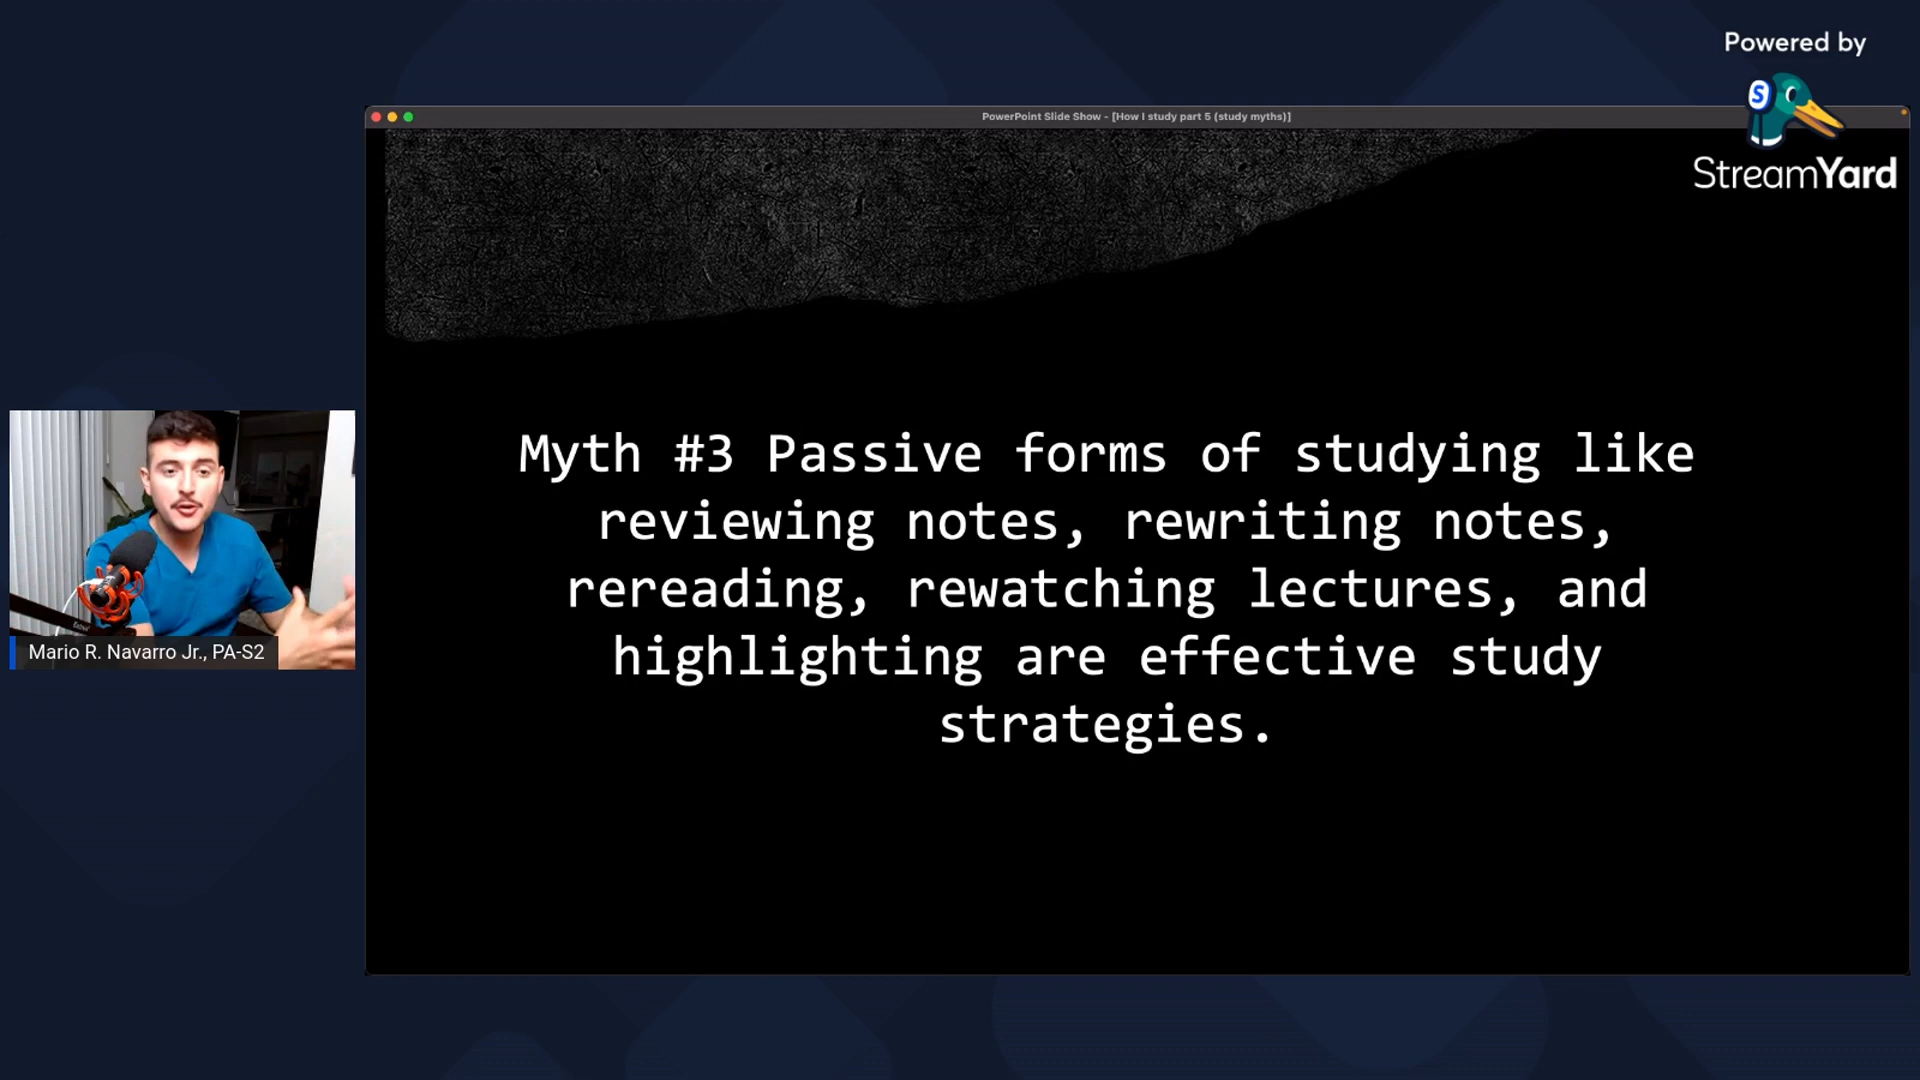 Powered by
S
StreamYard
PowerPoint Slide Show - [How I study part 5 (study myths)]
Myth #3 Passive forms of studying like
reviewing notes, rewriting notes,
rereading, rewatching lectures, and
highlighting are effective study
strategies.
Mario R. Navarro Jr., PA-S2